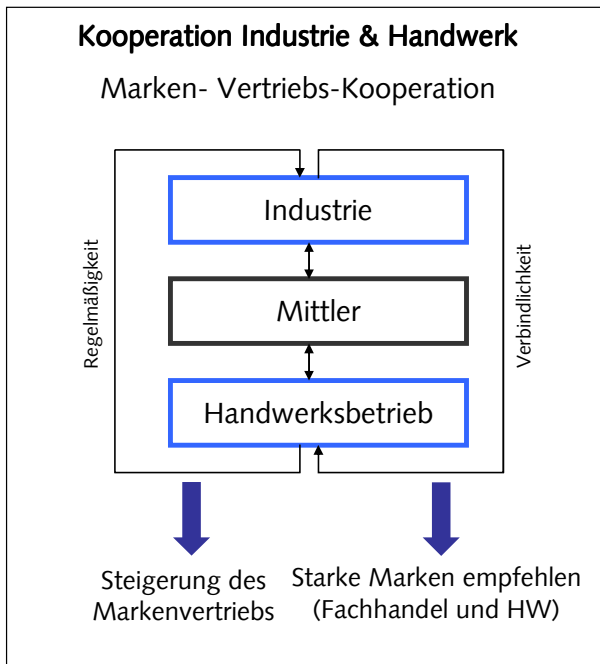 Kooperation Industrie & Handwerk
Marken- Vertriebs-Kooperation
Industrie
Regelmäßigkeit
Mittler
Verbindlichkeit
Handwerksbetrieb
Steigerung des
Markenvertriebs
Starke Marken empfehlen
(Fachhandel und HW)